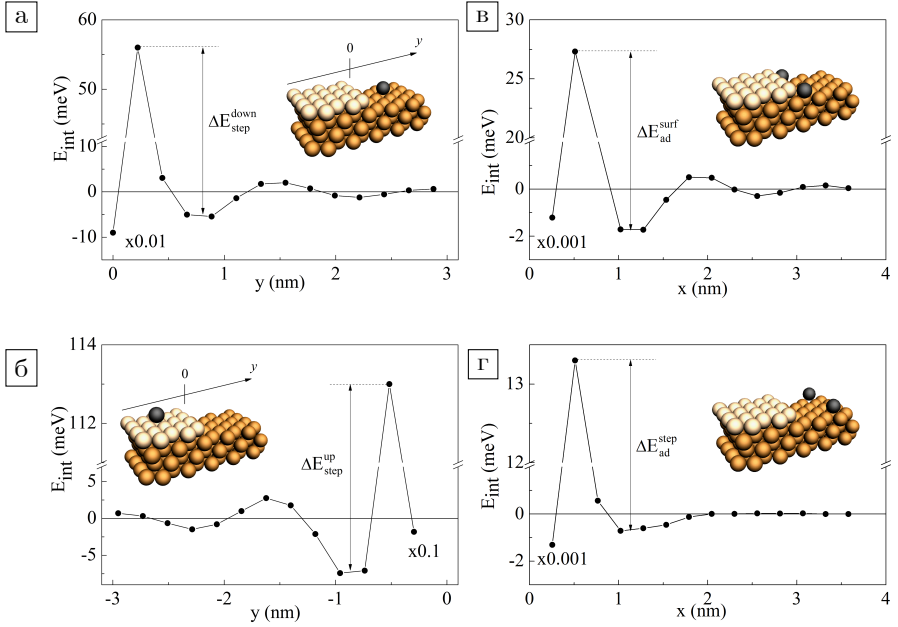 а
60
50
10
0
-10
E_int (meV)
ΔE_step^down
0
y
x0.01
0 1 2 3
y (nm)
в
30
25
20
0
-2
E_int (meV)
ΔE_ad^surf
x0.001
0 1 2 3 4
x (nm)
б
114
112
5
0
-5
E_int (meV)
0
y
ΔE_step^up
x0.1
-3 -2 -1 0
y (nm)
г
13
12
0
-2
E_int (meV)
ΔE_ad^step
x0.001
0 1 2 3 4
x (nm)